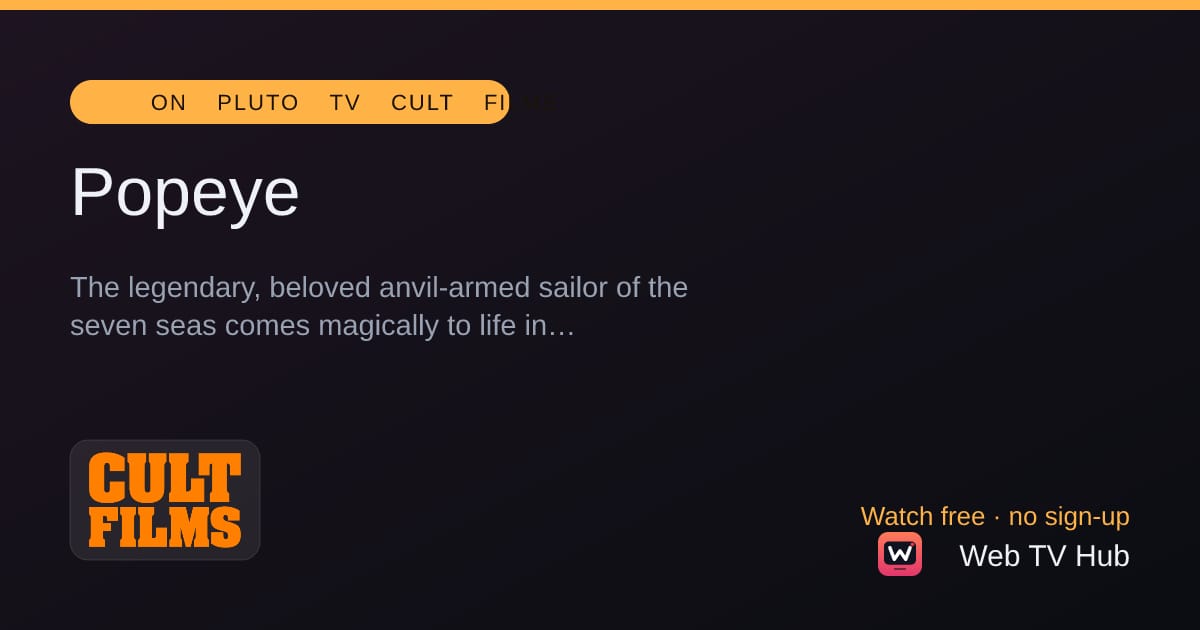 ON PLUTO TV CULT FILMS
Popeye
The legendary, beloved anvil-armed sailor of the
seven seas comes magically to life in…
CULT
FILMS
Watch free · no sign-up
W
Web TV Hub